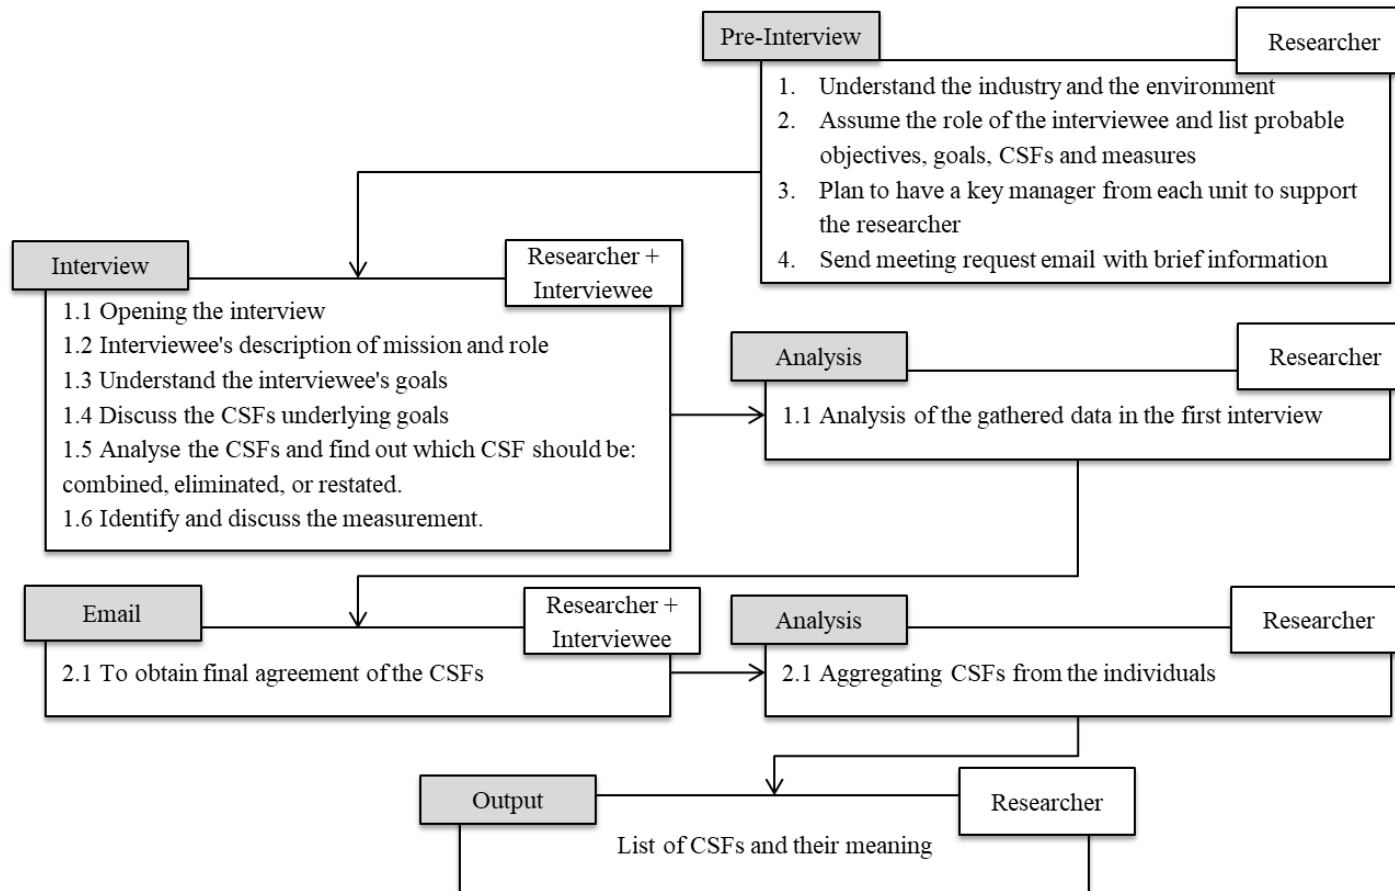 Pre-Interview
Researcher
1. Understand the industry and the environment
2. Assume the role of the interviewee and list probable
objectives, goals, CSFs and measures
3. Plan to have a key manager from each unit to support
the researcher
4. Send meeting request email with brief information
Interview
Researcher +
Interviewee
1.1 Opening the interview
1.2 Interviewee's description of mission and role
1.3 Understand the interviewee's goals
1.4 Discuss the CSFs underlying goals
1.5 Analyse the CSFs and find out which CSF should be:
combined, eliminated, or restated.
1.6 Identify and discuss the measurement.
Analysis
Researcher
1.1 Analysis of the gathered data in the first interview
Email
Researcher +
Interviewee
2.1 To obtain final agreement of the CSFs
Analysis
Researcher
2.1 Aggregating CSFs from the individuals
Output
Researcher
List of CSFs and their meaning